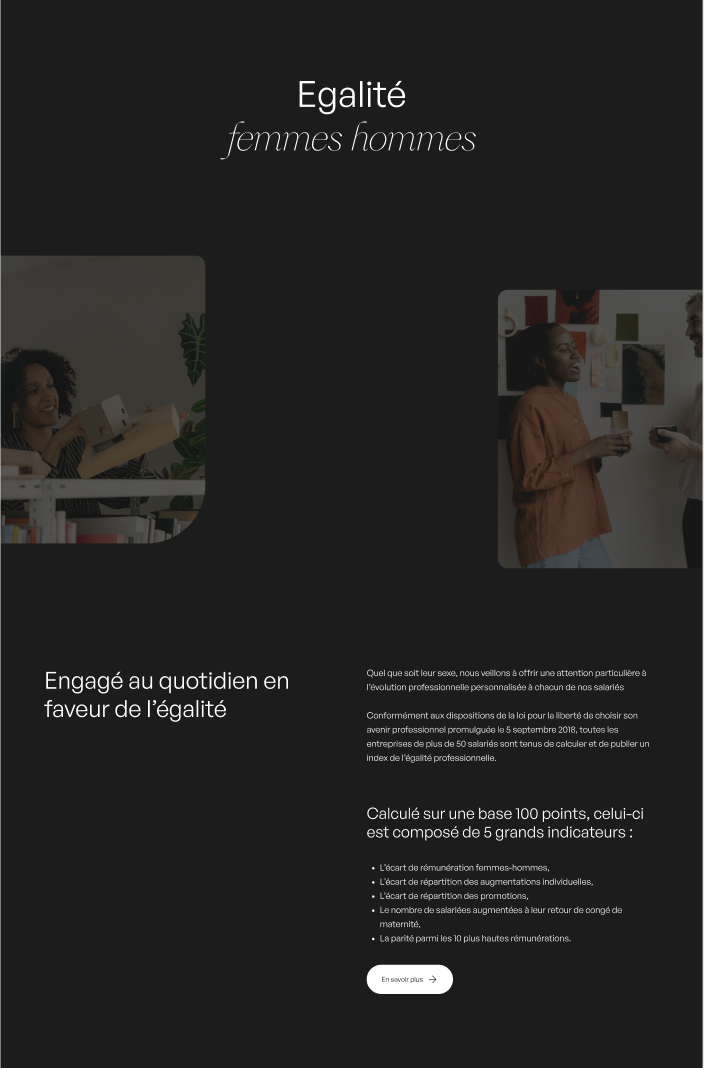 Egalité
femmes hommes
Engagé au quotidien en
faveur de l’égalité
Quel que soit leur sexe, nous veillons à offrir une attention particulière à
l’évolution professionnelle personnalisée à chacun de nos salariés
Conformément aux dispositions de la loi pour la liberté de choisir son
avenir professionnel promulguée le 5 septembre 2018, toutes les
entreprises de plus de 50 salariés sont tenus de calculer et de publier un
index de l’égalité professionnelle.
Calculé sur une base 100 points, celui-ci
est composé de 5 grands indicateurs :
• L’écart de rémunération femmes-hommes,
• L’écart de répartition des augmentations individuelles,
• L’écart de répartition des promotions,
• Le nombre de salariées augmentées à leur retour de congé de
maternité,
• La parité parmi les 10 plus hautes rémunérations.
En savoir plus →